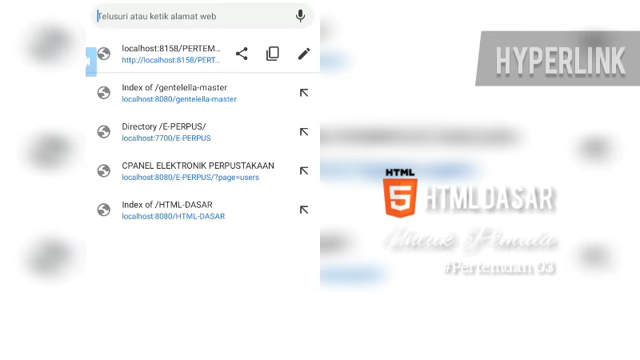 Telusuri atau ketik alamat web
localhost:8158/PERTEM...
http://localhost:8158/PERT...
Index of /gentelella-master
localhost:8080/gentelella-master
Directory /E-PERPUS/
localhost:7700/E-PERPUS
CPANEL ELEKTRONIK PERPUSTAKAAN
localhost:8080/E-PERPUS/?page=users
Index of /HTML-DASAR
localhost:8080/HTML-DASAR
HYPERLINK
HTML
5
HTML DASAR
Untuk Pemula
#Pertemuan 03